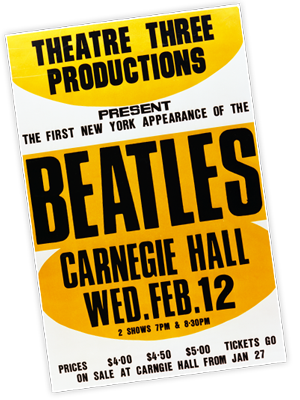 THEATRE THREE
PRODUCTIONS
PRESENT
THE FIRST NEW YORK APPEARANCE OF THE
BEATLES
CARNEGIE HALL
WED.FEB.12
2 SHOWS 7PM & 8:30PM
PRICES $4.00 $4.50 $5.00 TICKETS GO
ON SALE AT CARNGIE HALL FROM JAN 27